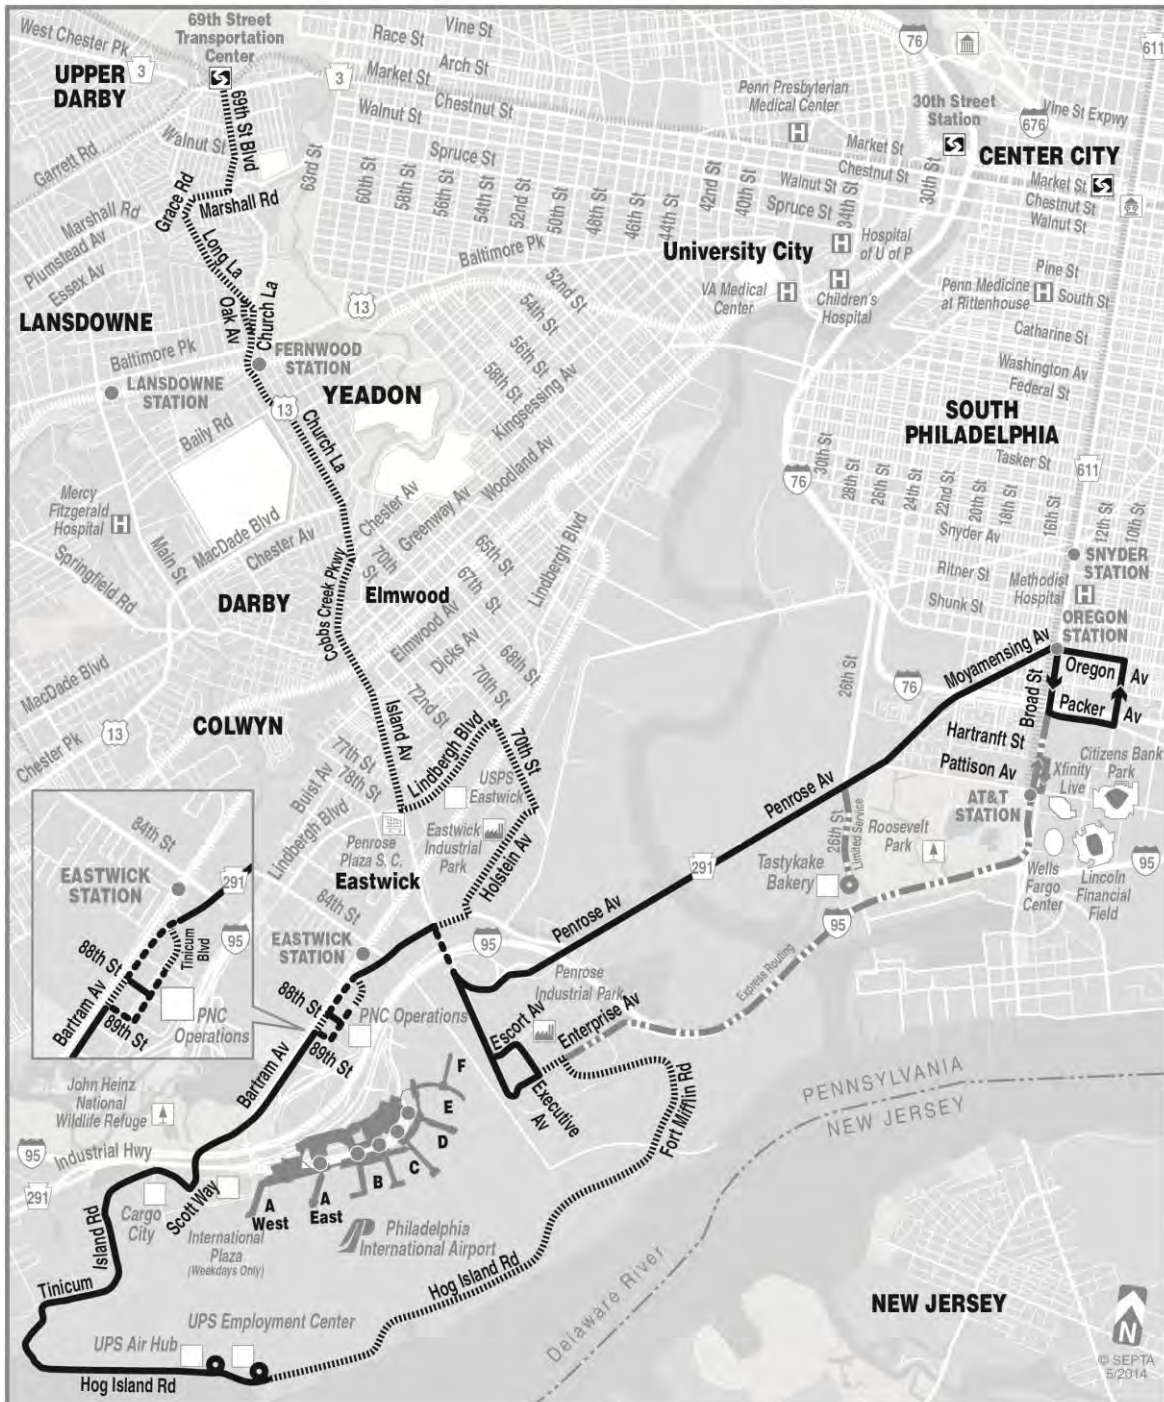 69th Street
Transportation
Center
West Chester Pk
3
UPPER
DARBY
Garrett Rd
Walnut St
69th St Blvd
Race St
Vine St
Arch St
Market St
3
Chestnut St
Walnut St
Spruce St
63rd St
60th St
58th St
56th St
54th St
52nd St
50th St
48th St
46th St
44th St
42nd St
40th St
34th St
30th St
Penn Presbyterian
Medical Center
H
76
30th Street
Station
676
Vine St Expwy
611
CENTER CITY
Market St
Chestnut St
Walnut St
Spruce St
Market St
Chestnut St
Walnut St
Marshall Rd
Grace Rd
Marshall Rd
Plumstead Av
Essex Av
Long La
Oak Av
Church La
LANSDOWNE
Baltimore Pk
Baltimore Pk
13
University City
H
Hospital
of U of P
VA Medical
Center
H
H
Children's
Hospital
Pine St
Penn Medicine
at Rittenhouse
H
South St
Catharine St
Washington Av
Federal St
52nd St
54th St
56th St
58th St
Kingsessing Av
Woodland Av
FERNWOOD
STATION
LANSDOWNE
STATION
YEADON
13
Church La
Baily Rd
SOUTH
PHILADELPHIA
Tasker St
611
76
30th St
28th St
26th St
24th St
22nd St
20th St
18th St
16th St
12th St
10th St
Snyder Av
SNYDER
STATION
Ritner St
Methodist
Hospital
H
Shunk St
OREGON
STATION
Mercy
Fitzgerald
Hospital
H
MacDade Blvd
Chester Av
Main St
Springfield Rd
Chester Av
Greenway Av
70th
St
65th St
67th St
Lindbergh Blvd
Elmwood
DARBY
Cobbs Creek Pkwy
Elmwood Av
Dicks Av
68th St
70th St
72nd St
MacDade Blvd
COLWYN
13
Chester Pk
Island Av
Lindbergh Blvd
70th St
77th St
78th St
Buist Av
Lindbergh Blvd
USPS
Eastwick
Eastwick
Industrial
Park
Penrose
Plaza S. C.
Eastwick
Holstein Av
84th St
26th St
76
Moyamensing Av
Oregon
Av
Broad St
Packer
Av
Hartranft St
Pattison Av
Citizens Bank
Park
Xfinity
Live
AT&T
STATION
Penrose Av
26th St
Limited Service
Roosevelt
Park
Tastykake
Bakery
Wells
Fargo
Center
Lincoln
Financial
Field
95
291
84th St
EASTWICK
STATION
291
95
88th St
Tinicum
Blvd
Bartram Av
89th St
PNC
Operations
EASTWICK
STATION
95
Penrose Av
95
Express Routing
Penrose
Industrial Park
88th St
PNC Operations
89th St
Bartram Av
Escort Av
Enterprise Av
Executive
Av
Fort Mifflin Rd
PENNSYLVANIA
NEW JERSEY
John Heinz
National
Wildlife Refuge
95
Industrial Hwy
291
F
E
D
C
B
A
East
A
West
Scott Way
Cargo
City
International
Plaza
(Weekdays Only)
Philadelphia
International Airport
Island Rd
Tinicum
Hog Island Rd
Delaware River
UPS Employment Center
UPS Air Hub
Hog Island Rd
NEW JERSEY
N
© SEPTA
5/2014